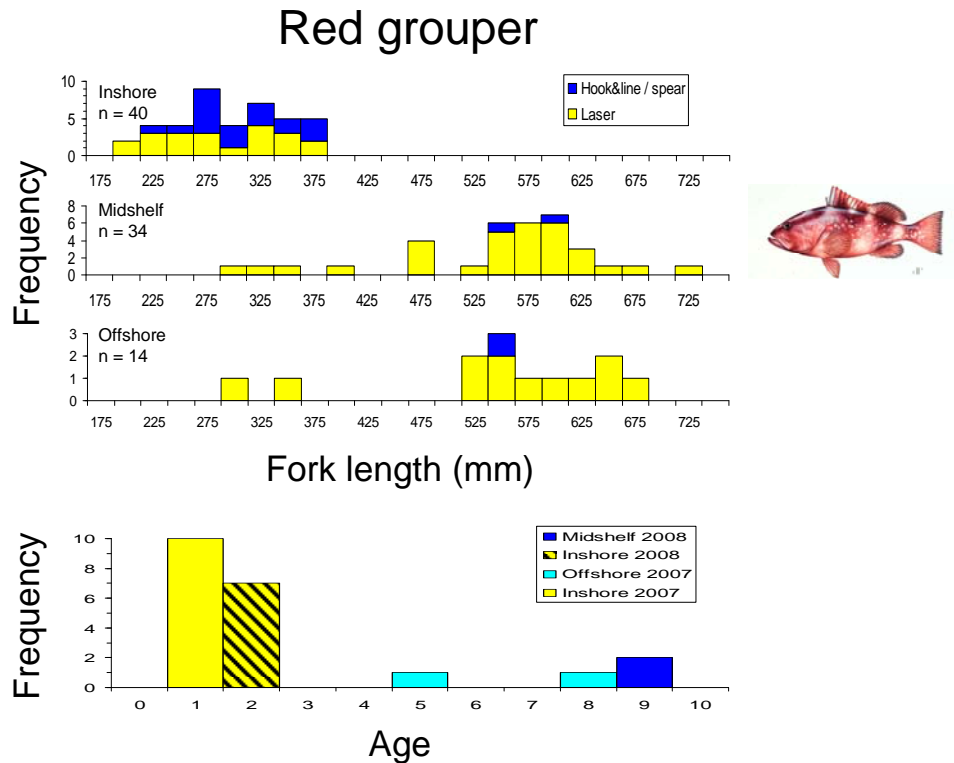 Red grouper
Frequency
10
5
0
Inshore
n = 40
Hook&line / spear
Laser
175 225 275 325 375 425 475 525 575 625 675 725
8
6
4
2
0
Midshelf
n = 34
175 225 275 325 375 425 475 525 575 625 675 725
3
2
1
0
Offshore
n = 14
175 225 275 325 375 425 475 525 575 625 675 725
Fork length (mm)
Frequency
10
8
6
4
2
0
Midshelf 2008
Inshore 2008
Offshore 2007
Inshore 2007
0 1 2 3 4 5 6 7 8 9 10
Age